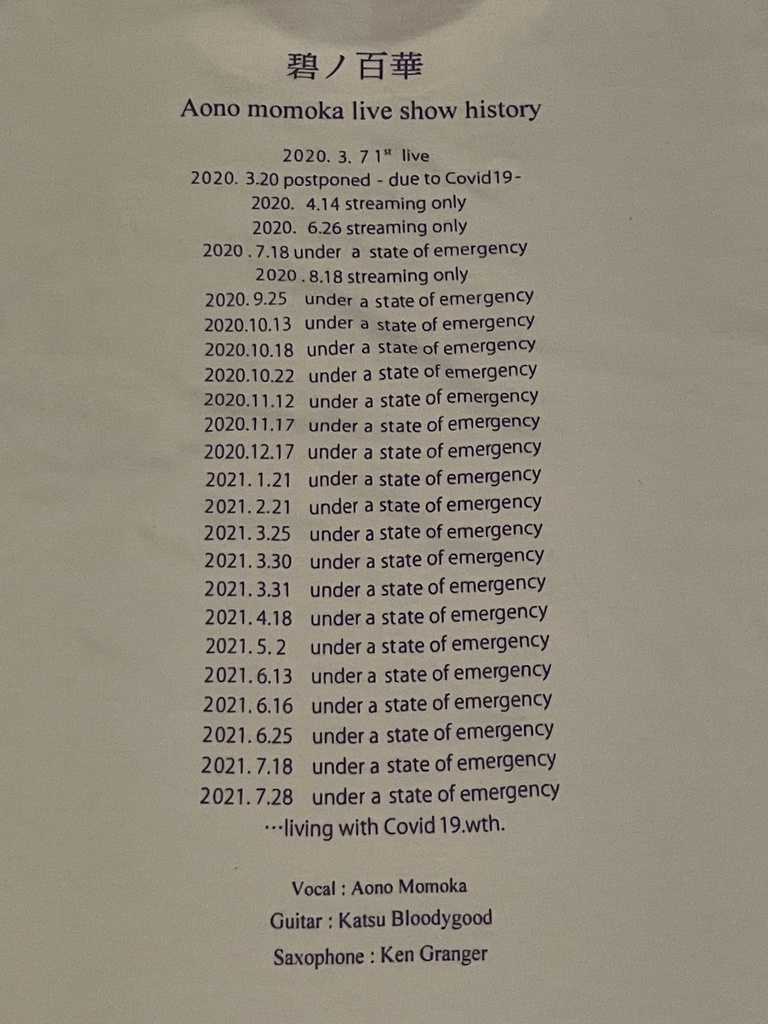 碧ノ百華
Aono momoka live show history
2020. 3. 7 1st live
2020. 3.20 postponed - due to Covid19-
2020. 4.14 streaming only
2020. 6.26 streaming only
2020 . 7.18 under a state of emergency
2020 . 8.18 streaming only
2020. 9.25 under a state of emergency
2020.10.13 under a state of emergency
2020.10.18 under a state of emergency
2020.10.22 under a state of emergency
2020.11.12 under a state of emergency
2020.11.17 under a state of emergency
2020.12.17 under a state of emergency
2021. 1.21 under a state of emergency
2021. 2.21 under a state of emergency
2021. 3.25 under a state of emergency
2021. 3.30 under a state of emergency
2021. 3.31 under a state of emergency
2021. 4.18 under a state of emergency
2021. 5. 2 under a state of emergency
2021. 6.13 under a state of emergency
2021. 6.16 under a state of emergency
2021. 6.25 under a state of emergency
2021. 7.18 under a state of emergency
2021. 7.28 under a state of emergency
…living with Covid 19.wth.
Vocal : Aono Momoka
Guitar : Katsu Bloodygood
Saxophone : Ken Granger